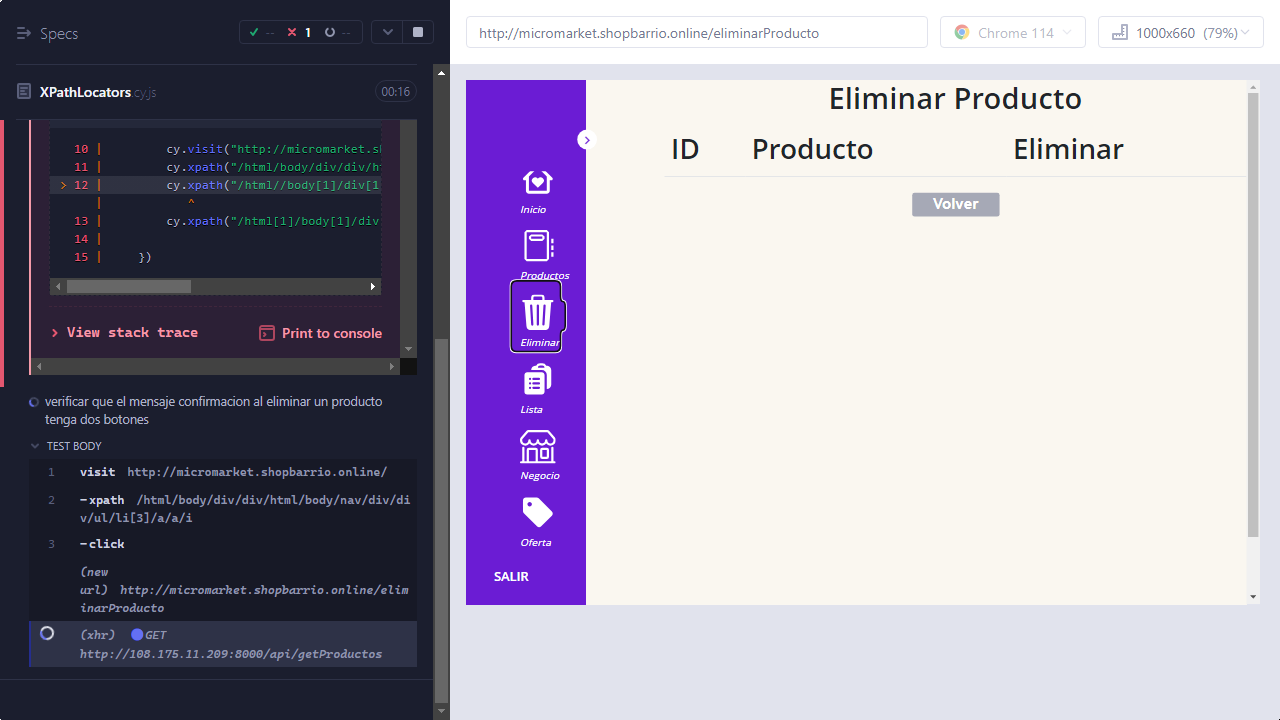 Specs
--
1
--
XPathLocators.cy.js
00:16
10 | cy.visit("http://micromarket.s
11 | cy.xpath("/html/body/div/div/h
> 12 | cy.xpath("/html//body[1]/div[1
| ^
13 | cy.xpath("/html[1]/body[1]/div
14 |
15 | })
> View stack trace
Print to console
verificar que el mensaje confirmacion al eliminar un producto
tenga dos botones
TEST BODY
1 visit http://micromarket.shopbarrio.online/
2 -xpath /html/body/div/div/html/body/nav/div/di
v/ul/li[3]/a/a/i
3 -click
(new
url) http://micromarket.shopbarrio.online/elim
inarProducto
(xhr) GET
http://108.175.11.209:8000/api/getProductos
http://micromarket.shopbarrio.online/eliminarProducto
Chrome 114
1000x660 (79%)
Inicio
Productos
Eliminar
Lista
Negocio
Oferta
SALIR
Eliminar Producto
ID Producto Eliminar
Volver